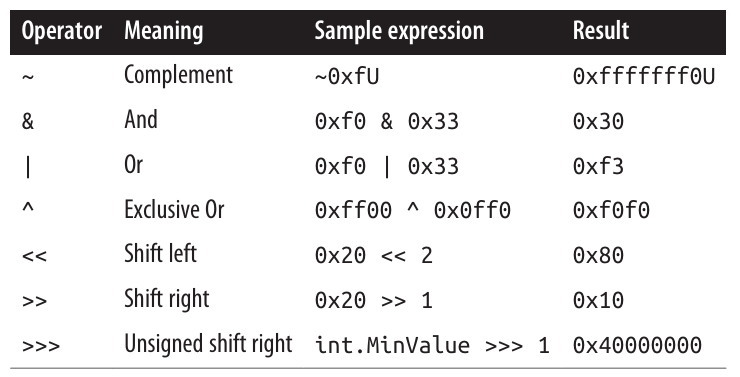 Operator Meaning Sample expression Result
~ Complement ~0xfU 0xfffffff0U
& And 0xf0 & 0x33 0x30
| Or 0xf0 | 0x33 0xf3
^ Exclusive Or 0xff00 ^ 0x0ff0 0xf0f0
<< Shift left 0x20 << 2 0x80
>> Shift right 0x20 >> 1 0x10
>>> Unsigned shift right int.MinValue >>> 1 0x40000000